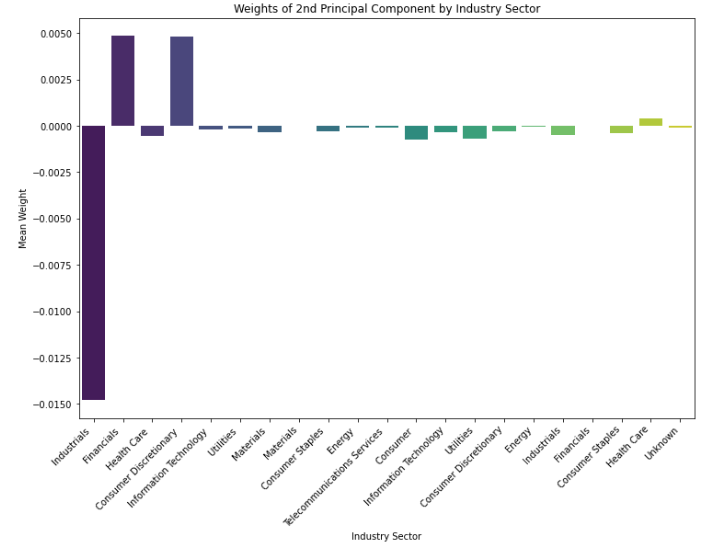 Weights of 2nd Principal Component by Industry Sector
0.0050
0.0025
0.0000
−0.0025
−0.0050
−0.0075
−0.0100
−0.0125
−0.0150
Mean Weight
Industrials
Financials
Health Care
Consumer Discretionary
Information Technology
Utilities
Materials
Materials
Consumer Staples
Energy
Telecommunications Services
Consumer
Information Technology
Utilities
Consumer Discretionary
Energy
Industrials
Financials
Consumer Staples
Health Care
Unknown
Industry Sector